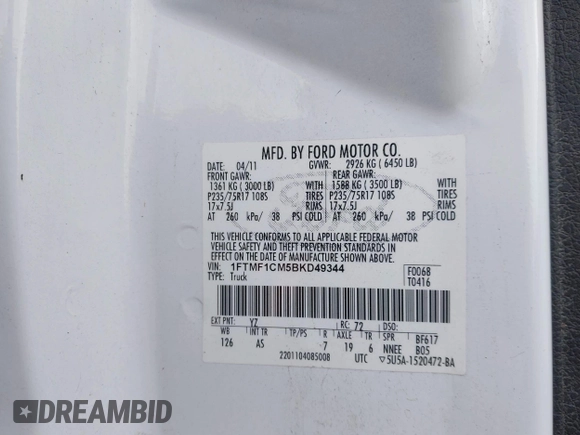 MFD. BY FORD MOTOR CO.
DATE: 04/11 GVWR: 2926 KG ( 6450 LB)
FRONT GAWR: REAR GAWR:
1361 KG ( 3000 LB) 1588 KG ( 3500 LB)
P235/75R17 108S TIRES P235/75R17 108S TIRES
17x7.5J RIMS 17x7.5J RIMS
AT 260 kPa/ 38 PSI COLD AT 260 kPa/ 38 PSI COLD
THIS VEHICLE CONFORMS TO ALL APPLICABLE FEDERAL MOTOR
VEHICLE SAFETY AND THEFT PREVENTION STANDARDS IN
EFFECT ON THE DATE OF MANUFACTURE SHOWN ABOVE.
VIN: 1FTMF1CM5BKD49344 F0068
TYPE: Truck T0416
EXT PNT: YZ RC: 72 DSO:
WB INT TR TP/PS R AXLE TR SPR BF617
126 AS 7 19 6 NNEE B05
2201104085008 UTC ▽5U5A-1520472-BA
DREAMBID